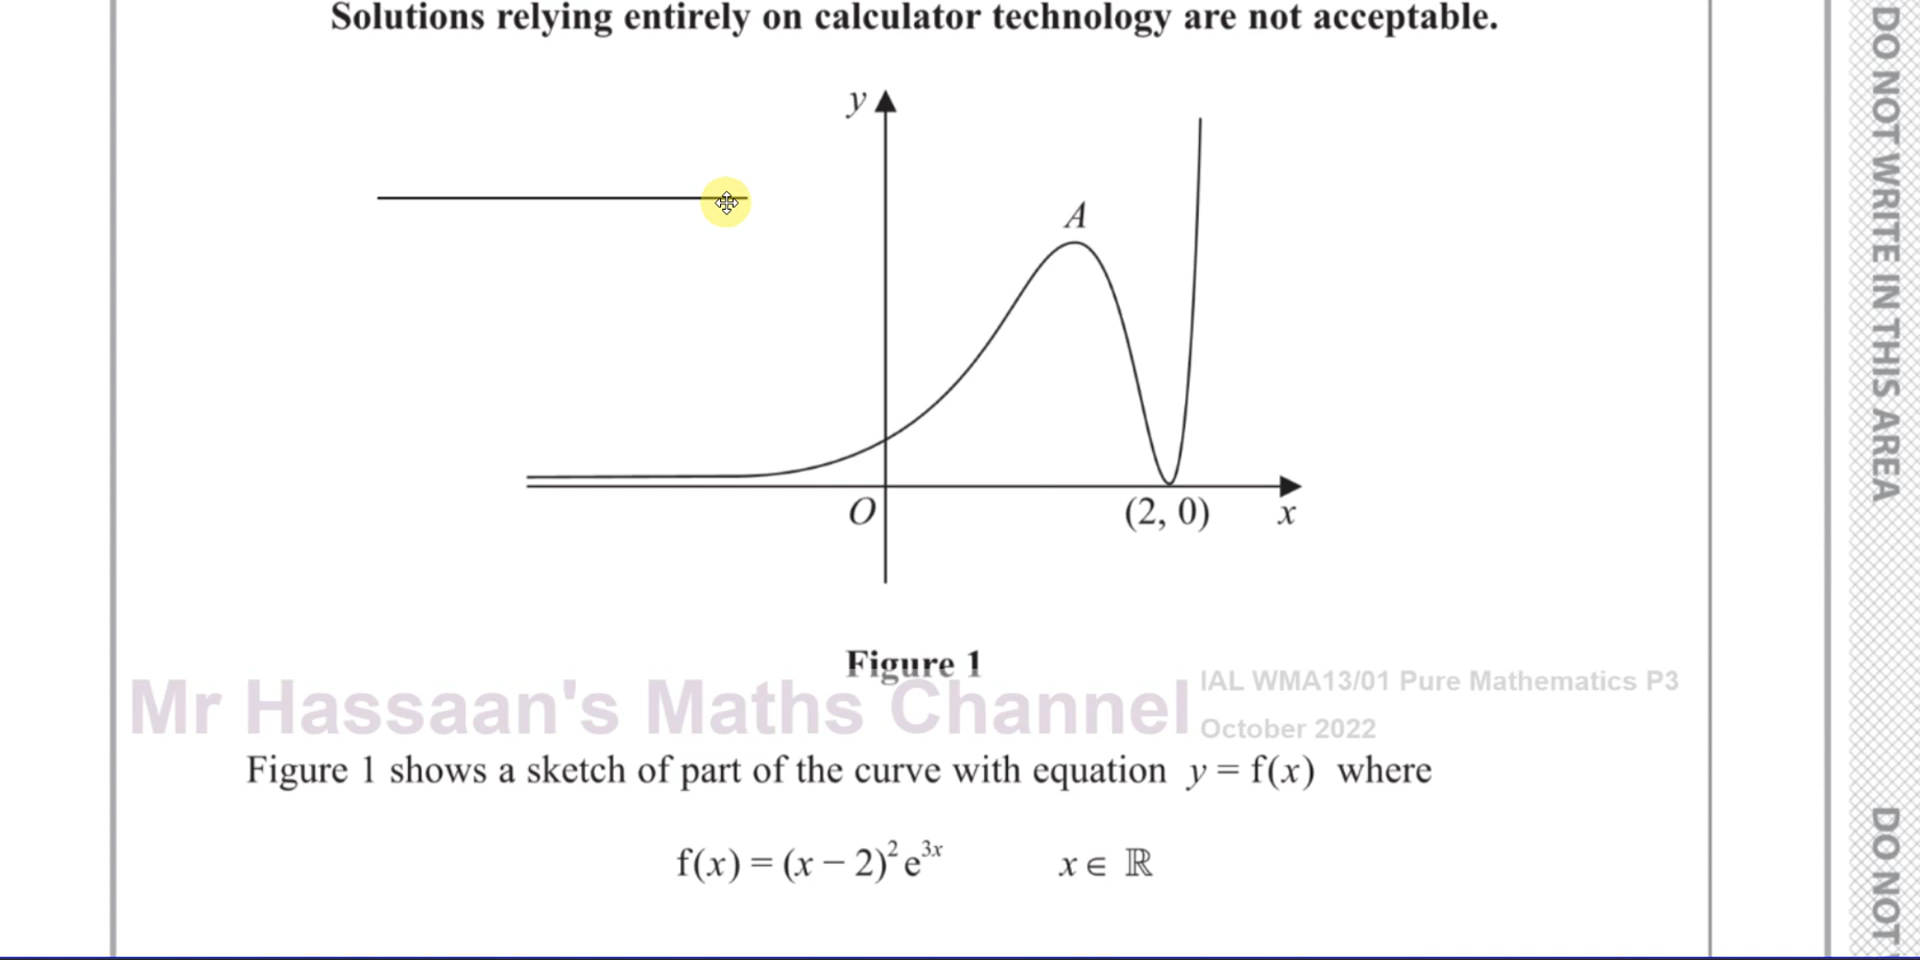 Solutions relying entirely on calculator technology are not acceptable.
y
A
O
(2, 0)
x
Figure 1
Mr Hassaan's Maths Channel
IAL WMA13/01 Pure Mathematics P3
October 2022
Figure 1 shows a sketch of part of the curve with equation y = f(x) where
f(x) = (x − 2)² e³ˣ x ∈ ℝ
DO NOT WRITE IN THIS AREA
DO NOT